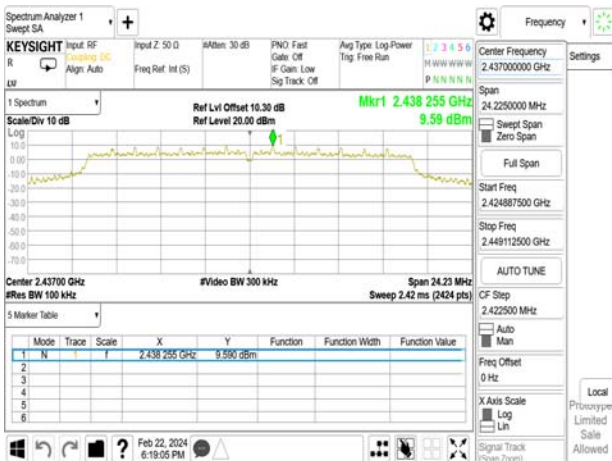 Spectrum Analyzer 1
Swept SA
+
Frequency
KEYSIGHT
Input: RF
Coupling: DC
Align: Auto
Input Z: 50 Ω
Freq Ref: Int (S)
#Atten: 30 dB
PNO: Fast
Gate: Off
IF Gain: Low
Sig Track: Off
Avg Type: Log-Power
Trig: Free Run
1 2 3 4 5 6
M W W W W W
P N N N N N
R
1 Spectrum
Scale/Div 10 dB
Ref Lvl Offset 10.30 dB
Ref Level 20.00 dBm
Mkr1 2.438 255 GHz
9.59 dBm
Log
10.0
0.00
-10.0
-20.0
-30.0
-40.0
-50.0
-60.0
-70.0
1
Center 2.43700 GHz
#Res BW 100 kHz
#Video BW 300 kHz
Span 24.23 MHz
Sweep 2.42 ms (2424 pts)
5 Marker Table
Mode Trace Scale X Y Function Function Width Function Value
1 N 1 f 2.438 255 GHz 9.590 dBm
2
3
4
5
6
Feb 22, 2024
6:19:05 PM
Center Frequency
2.437000000 GHz
Span
24.2250000 MHz
Swept Span
Zero Span
Full Span
Start Freq
2.424887500 GHz
Stop Freq
2.449112500 GHz
AUTO TUNE
CF Step
2.422500 MHz
Auto
Man
Freq Offset
0 Hz
X Axis Scale
Log
Lin
Signal Track
(Span Zoom)
Settings
Local
Prototype
Limited
Sale
Allowed